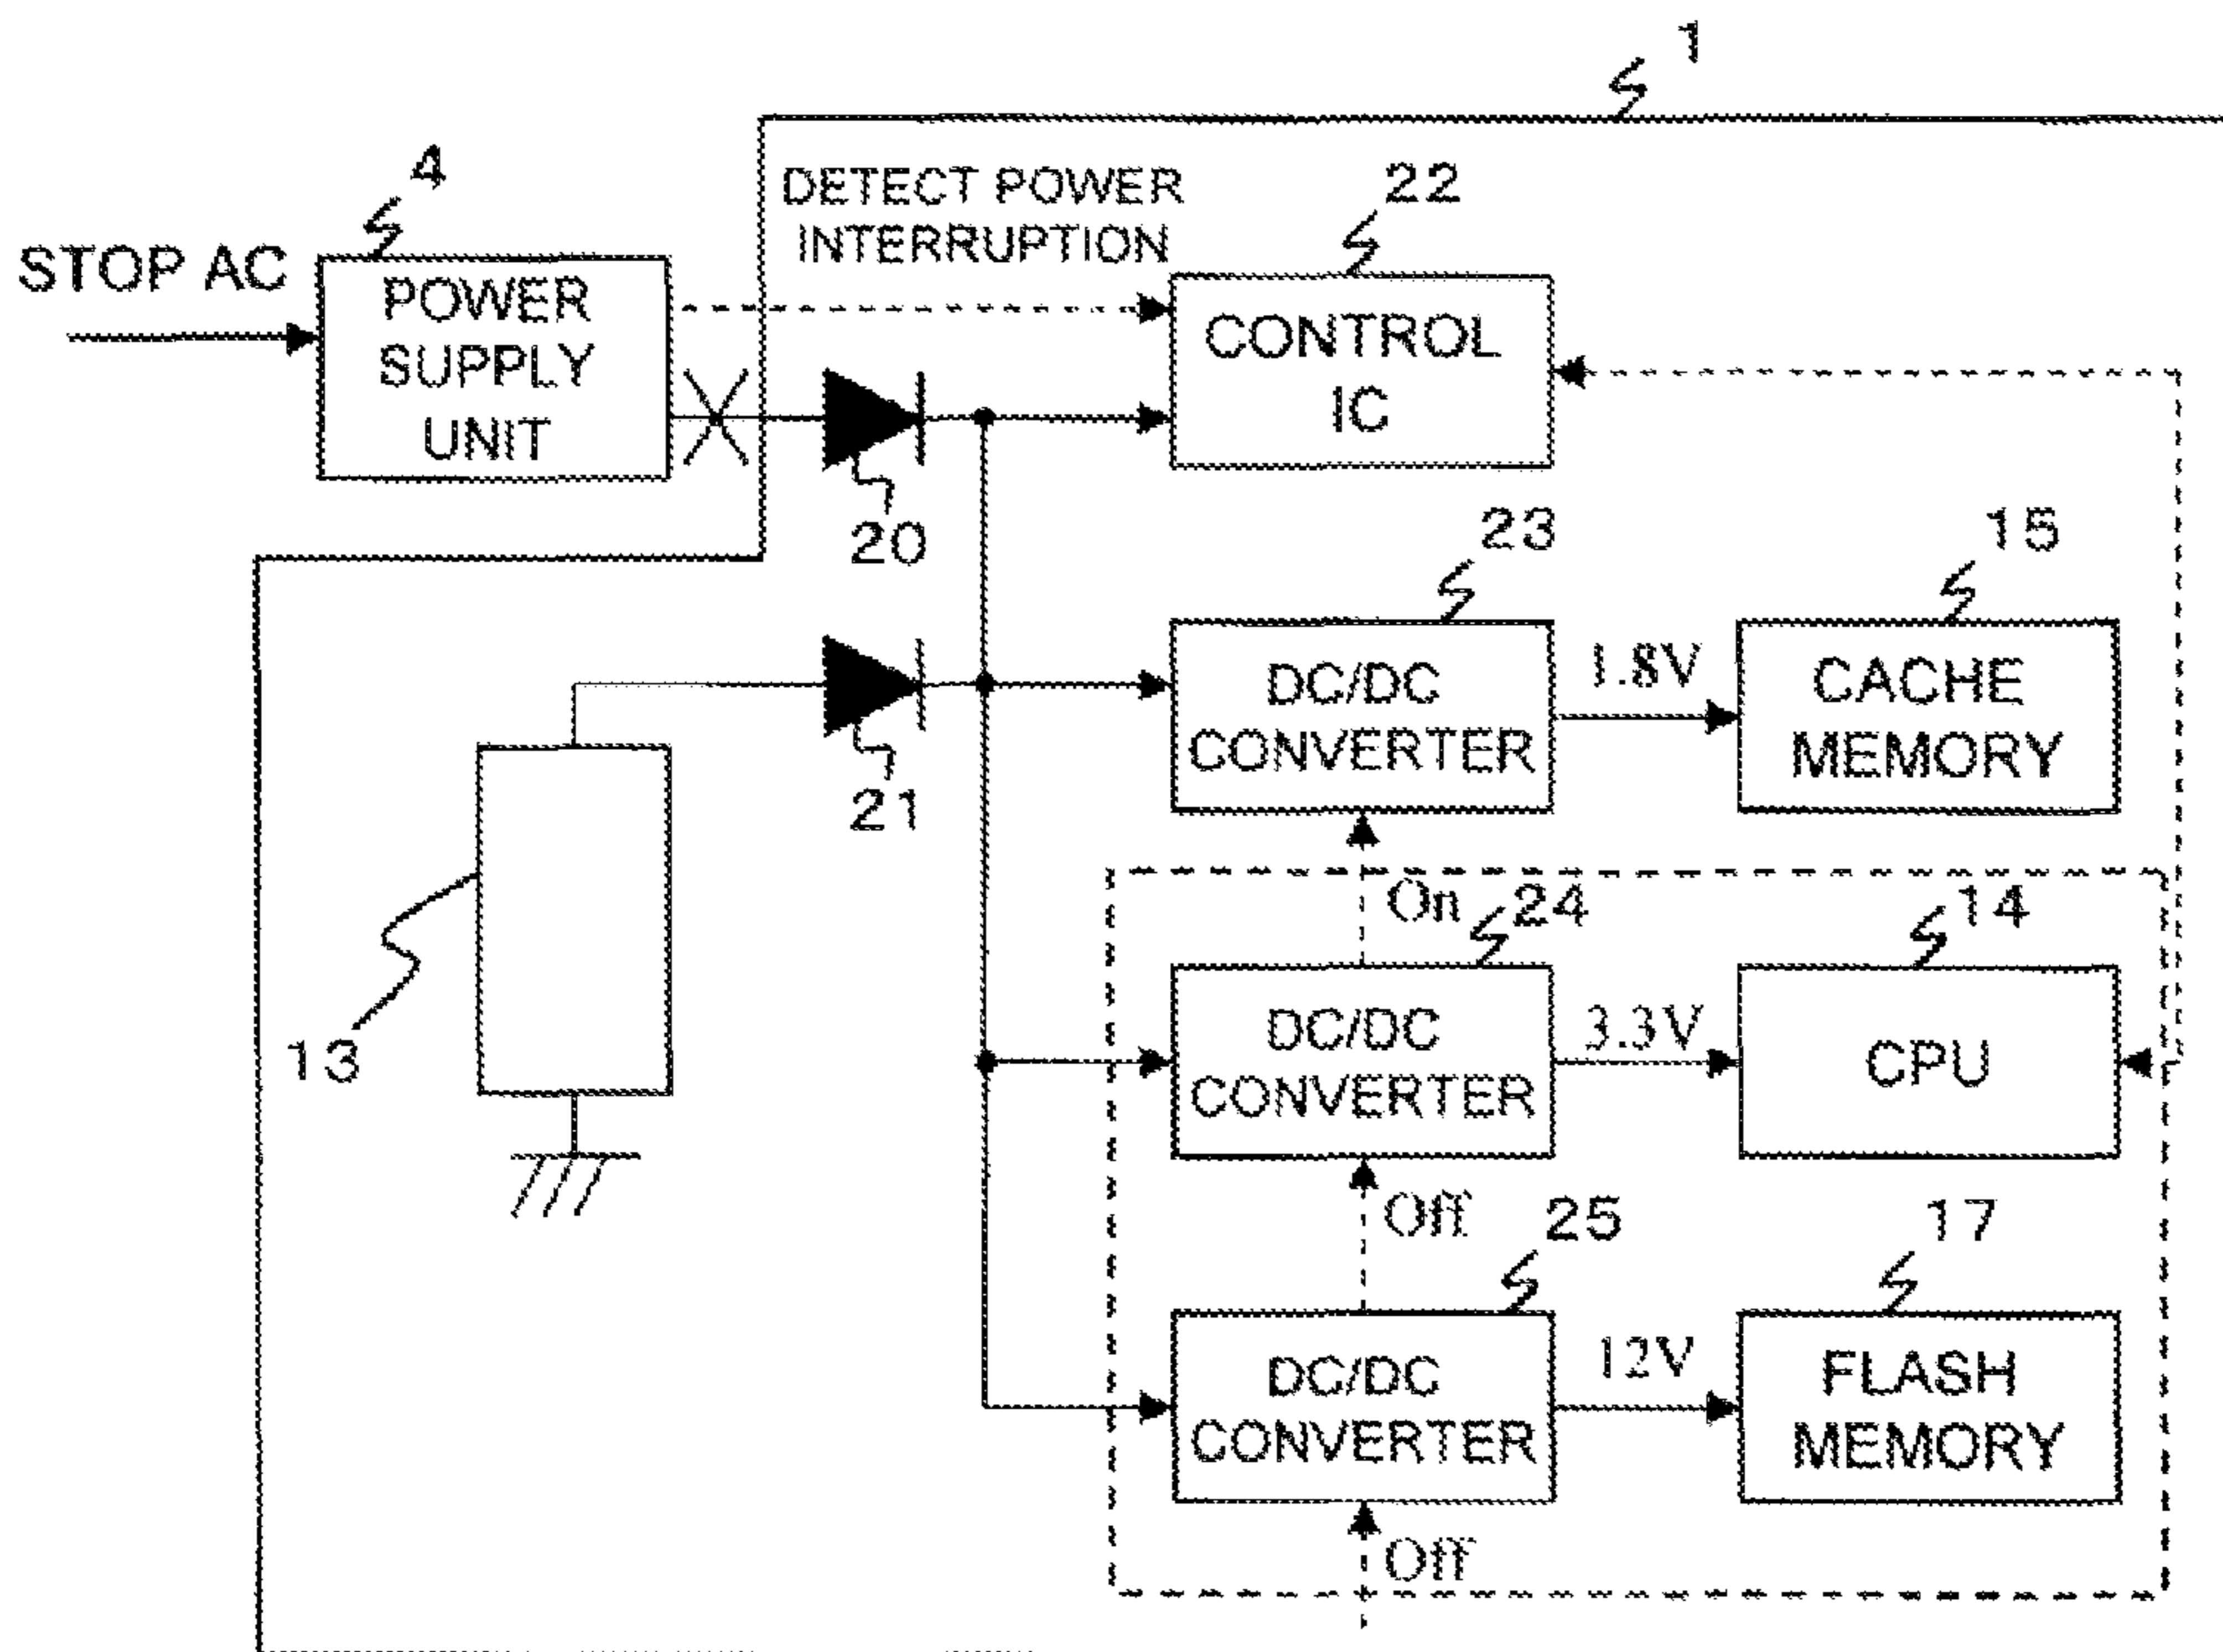 1
4
DETECT POWER
INTERRUPTION
22
STOP AC
POWER
SUPPLY
UNIT
CONTROL
IC
20
23
15
DC/DC
CONVERTER
1.8V
CACHE
MEMORY
21
13
On
24
14
DC/DC
CONVERTER
3.3V
CPU
Off
25
17
DC/DC
CONVERTER
12V
FLASH
MEMORY
Off